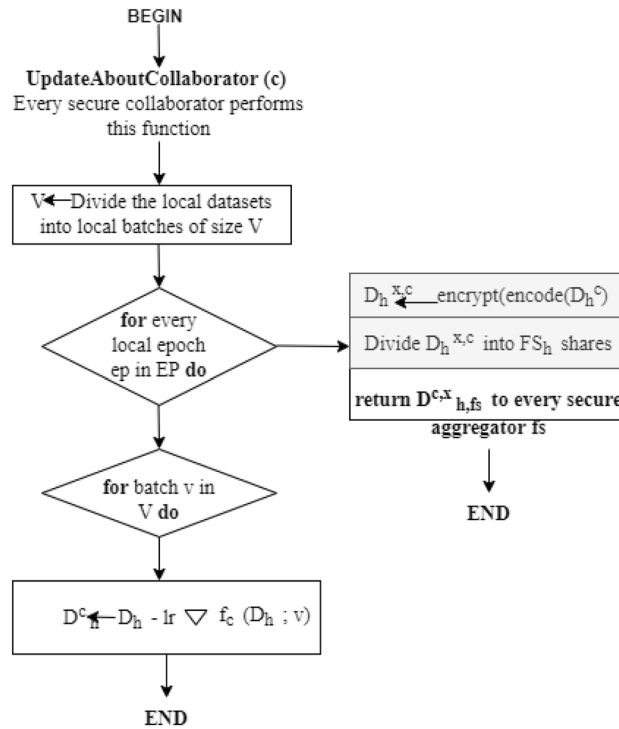 BEGIN
UpdateAboutCollaborator (c)
Every secure collaborator performs
this function
V←Divide the local datasets
into local batches of size V
for every
local epoch
ep in EP do
D_h^x,c ← encrypt(encode(D_h^c)
Divide D_h^x,c into FS_h shares
return D^c,x_h,fs to every secure
aggregator fs
END
for batch v in
V do
D^c_h ← D_h - lr ▽ f_c (D_h ; v)
END